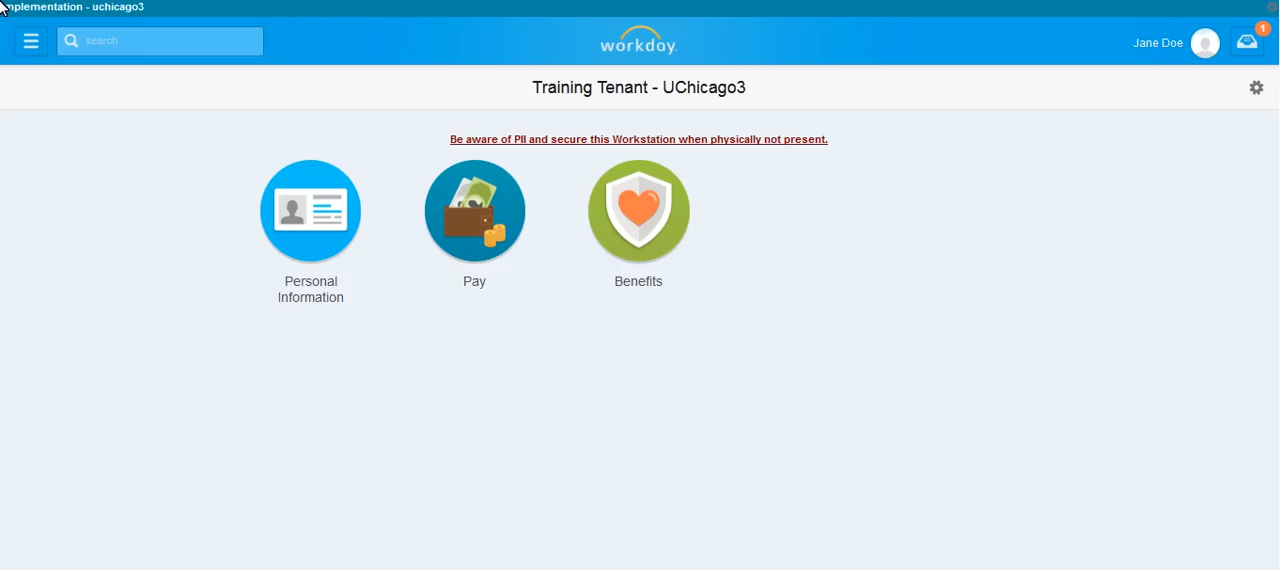 mplementation - uchicago3
search
workday.
Jane Doe
1
Training Tenant - UChicago3
Be aware of PII and secure this Workstation when physically not present.
Personal
Information
Pay
Benefits